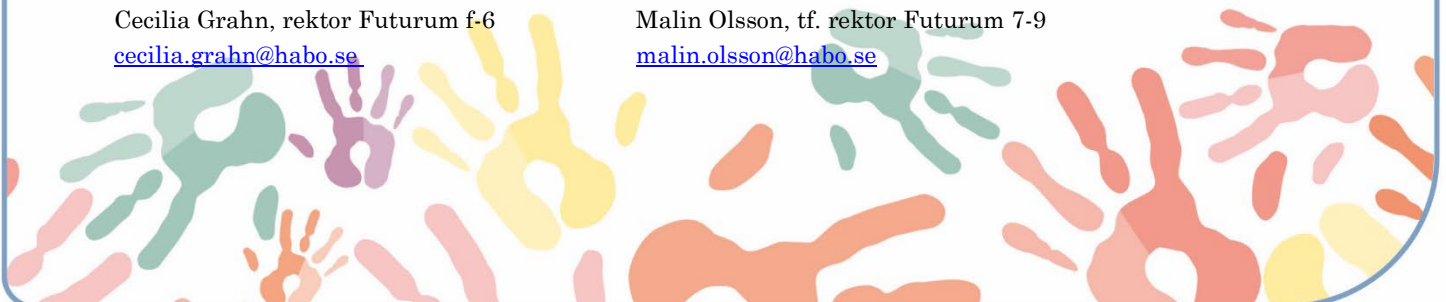 Cecilia Grahn, rektor Futurum f-6
Malin Olsson, tf. rektor Futurum 7-9
cecilia.grahn@habo.se
malin.olsson@habo.se